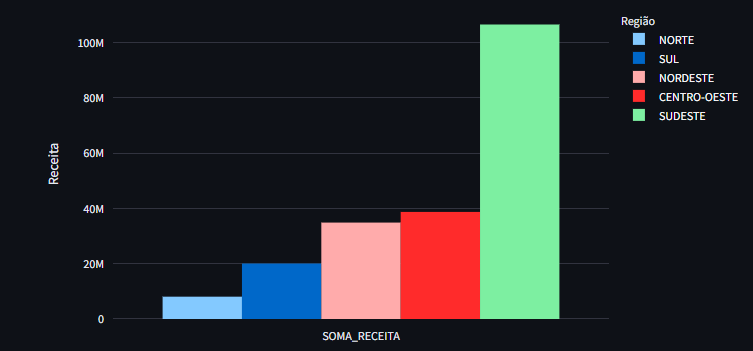 Receita
100M
80M
60M
40M
20M
0
SOMA_RECEITA
Região
NORTE
SUL
NORDESTE
CENTRO-OESTE
SUDESTE